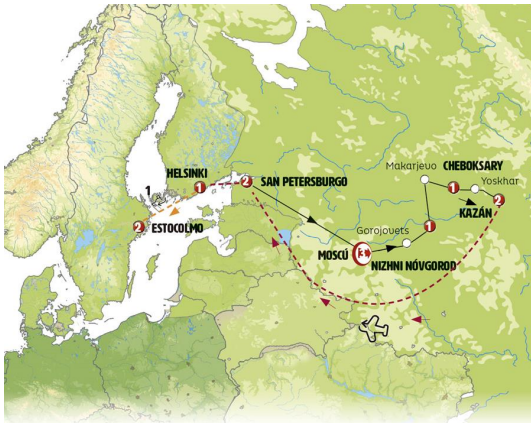 Makarjevo
CHEBOKSARY
1
Yoskhar
2
KAZÁN
HELSINKI
1
2
SAN PETERSBURGO
1
2
ESTOCOLMO
Gorojovets
1
MOSCÚ
3
NIZHNI NÓVGOROD